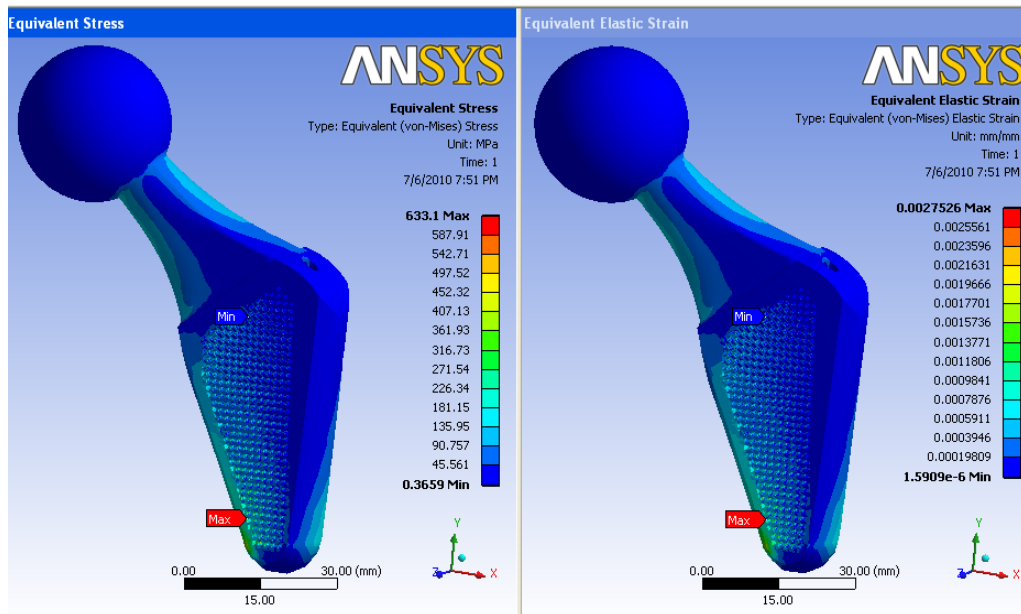 Equivalent Stress
ANSYS
Equivalent Stress
Type: Equivalent (von-Mises) Stress
Unit: MPa
Time: 1
7/6/2010 7:51 PM
633.1 Max
587.91
542.71
497.52
452.32
407.13
361.93
316.73
271.54
226.34
181.15
135.95
90.757
45.561
0.3659 Min
Min
Max
Y
Z
X
0.00
30.00 (mm)
15.00
Equivalent Elastic Strain
ANSYS
Equivalent Elastic Strain
Type: Equivalent (von-Mises) Elastic Strain
Unit: mm/mm
Time: 1
7/6/2010 7:51 PM
0.0027526 Max
0.0025561
0.0023596
0.0021631
0.0019666
0.0017701
0.0015736
0.0013771
0.0011806
0.0009841
0.0007876
0.0005911
0.0003946
0.00019809
1.5909e-6 Min
Min
Max
Y
Z
X
0.00
30.00 (mm)
15.00